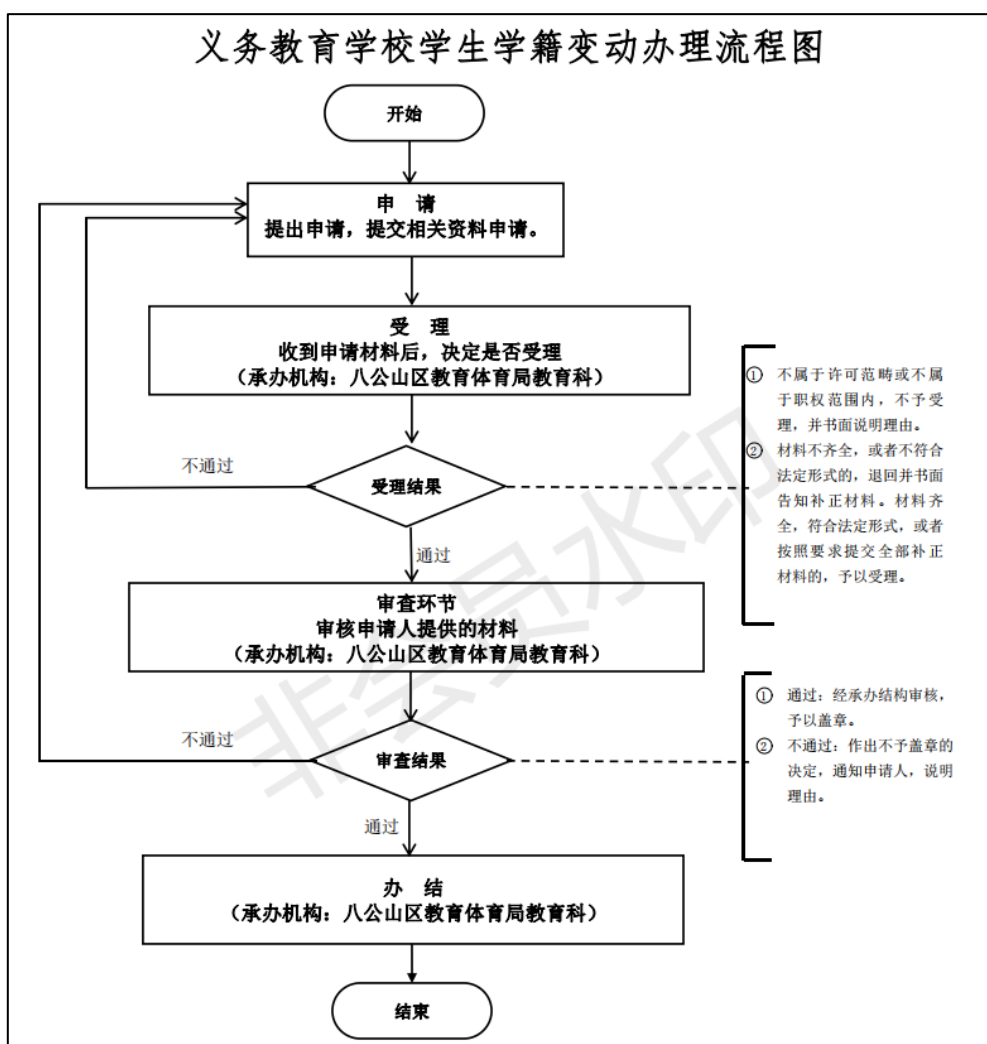 义务教育学校学生学籍变动办理流程图
开始
申 请
提出申请，提交相关资料申请。
受 理
收到申请材料后，决定是否受理
（承办机构：八公山区教育体育局教育科）
不通过
受理结果
① 不属于许可范畴或不属
于职权范围内，不予受
理，并书面说明理由。
② 材料不齐全，或者不符合
法定形式的，退回并书面
告知补正材料。材料齐
全，符合法定形式，或者
按照要求提交全部补正
材料的，予以受理。
通过
审查环节
审核申请人提供的材料
（承办机构：八公山区教育体育局教育科）
不通过
审查结果
① 通过：经承办结构审核，
予以盖章。
② 不通过：作出不予盖章的
决定，通知申请人，说明
理由。
通过
办 结
（承办机构：八公山区教育体育局教育科）
结束
非会员水印